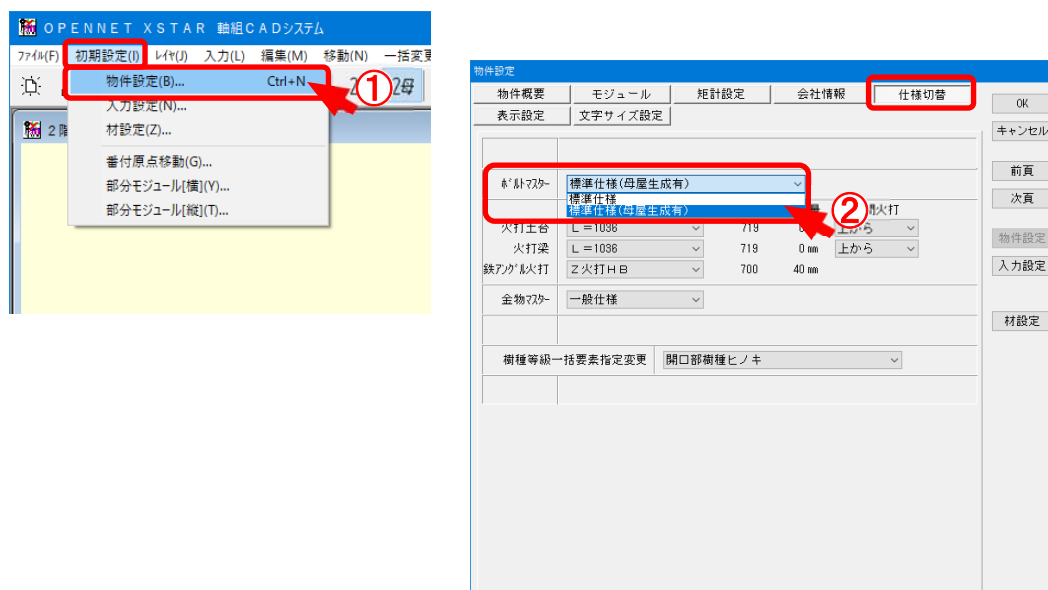 OPENNET XSTAR 軸組CADシステム
ﾌｧｲﾙ(F) 初期設定(I) ﾚｲﾔ(J) 入力(L) 編集(M) 移動(N) 一括変更
物件設定(B)... Ctrl+N
①
2母
入力設定(N)...
2階
材設定(Z)...
番付原点移動(G)...
部分モジュール[横](Y)...
部分モジュール[縦](T)...
物件設定
物件概要 モジュール 矩計設定 会社情報 仕様切替
表示設定 文字サイズ設定
OK
キャンセル
前頁
次頁
物件設定
入力設定
材設定
ﾎﾞﾙﾄﾏｽﾀｰ 標準仕様(母屋生成有)
標準仕様
標準仕様(母屋生成有)
②
火打
火打土台 L=1036 719 上から
火打梁 L=1036 719 0 mm 上から
鉄ｱﾝｸﾞﾙ火打 Z火打HB 700 40 mm
金物ﾏｽﾀｰ 一般仕様
樹種等級一括要素指定変更 開口部樹種ヒノキ